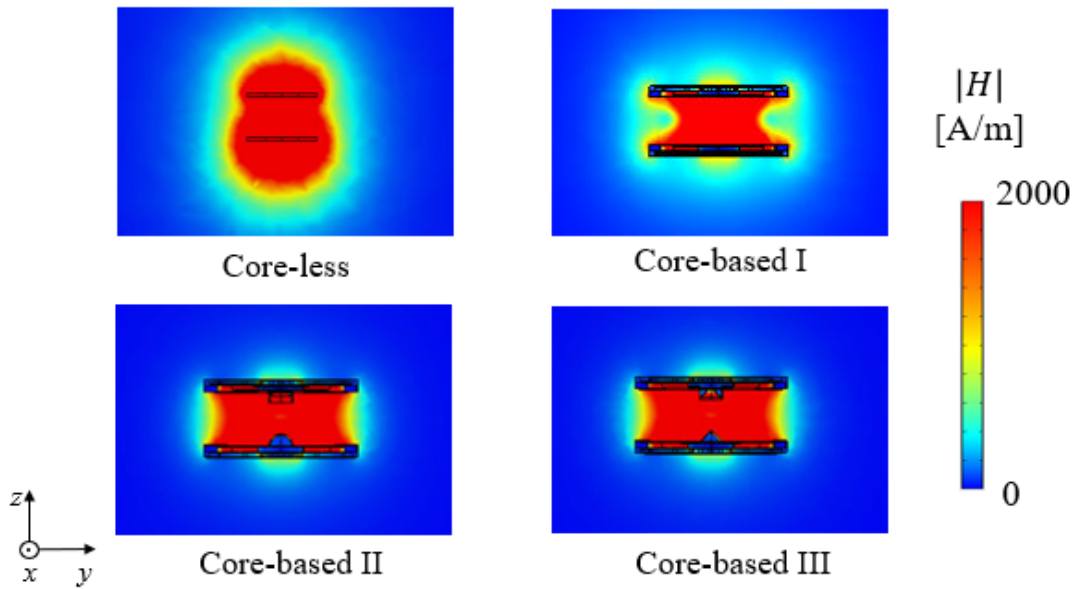 Core-less
Core-based I
|H|
[A/m]
2000
0
Core-based II
Core-based III
z
x
y